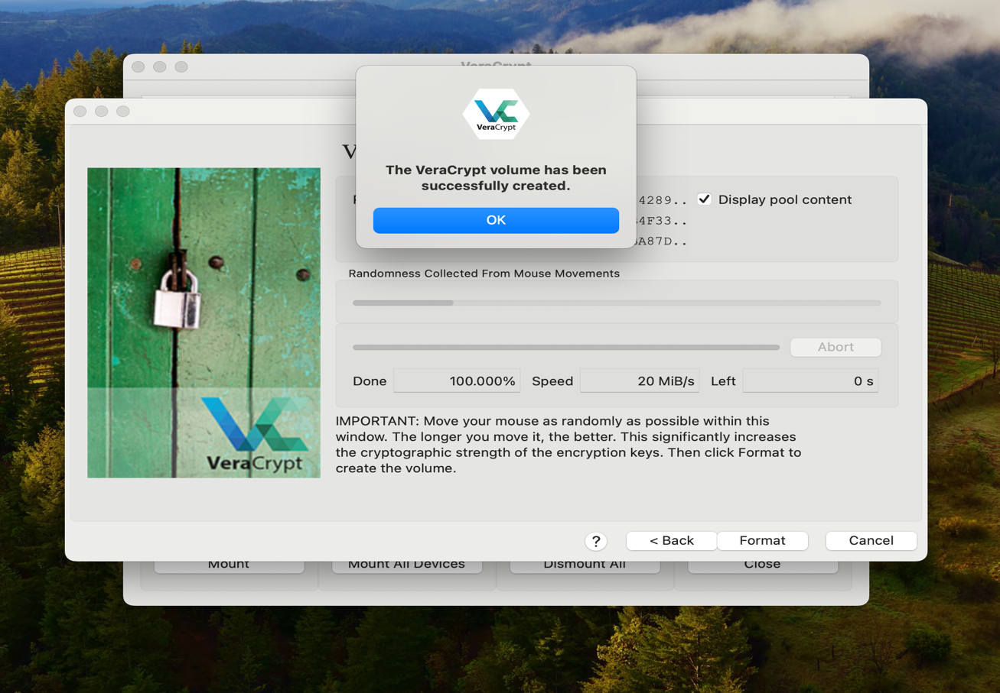 VeraCrypt
VeraCrypt
The VeraCrypt volume has been
successfully created.
OK
4289..
Display pool content
4F33..
A87D..
Randomness Collected From Mouse Movements
Abort
Done 100.000% Speed 20 MiB/s Left 0 s
IMPORTANT: Move your mouse as randomly as possible within this
window. The longer you move it, the better. This significantly increases
the cryptographic strength of the encryption keys. Then click Format to
create the volume.
VeraCrypt
? < Back Format Cancel
Mount Mount All Devices Dismount All Close